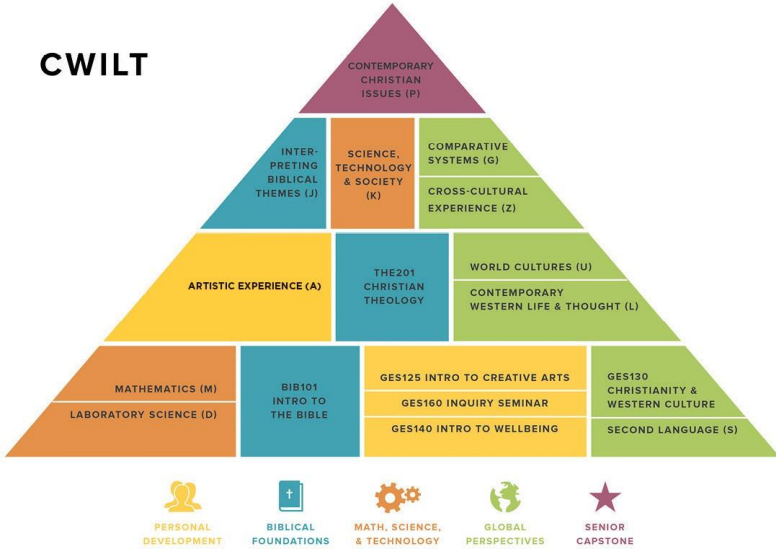 CWILT
CONTEMPORARY
CHRISTIAN
ISSUES (P)
INTER-
PRETING
BIBLICAL
THEMES (J)
SCIENCE,
TECHNOLOGY
& SOCIETY
(K)
COMPARATIVE
SYSTEMS (G)
CROSS-CULTURAL
EXPERIENCE (Z)
ARTISTIC EXPERIENCE (A)
THE201
CHRISTIAN
THEOLOGY
WORLD CULTURES (U)
CONTEMPORARY
WESTERN LIFE & THOUGHT (L)
MATHEMATICS (M)
LABORATORY SCIENCE (D)
BIB101
INTRO TO
THE BIBLE
GES125 INTRO TO CREATIVE ARTS
GES160 INQUIRY SEMINAR
GES140 INTRO TO WELLBEING
GES130
CHRISTIANITY &
WESTERN CULTURE
SECOND LANGUAGE (S)
PERSONAL
DEVELOPMENT
BIBLICAL
FOUNDATIONS
MATH, SCIENCE,
& TECHNOLOGY
GLOBAL
PERSPECTIVES
SENIOR
CAPSTONE